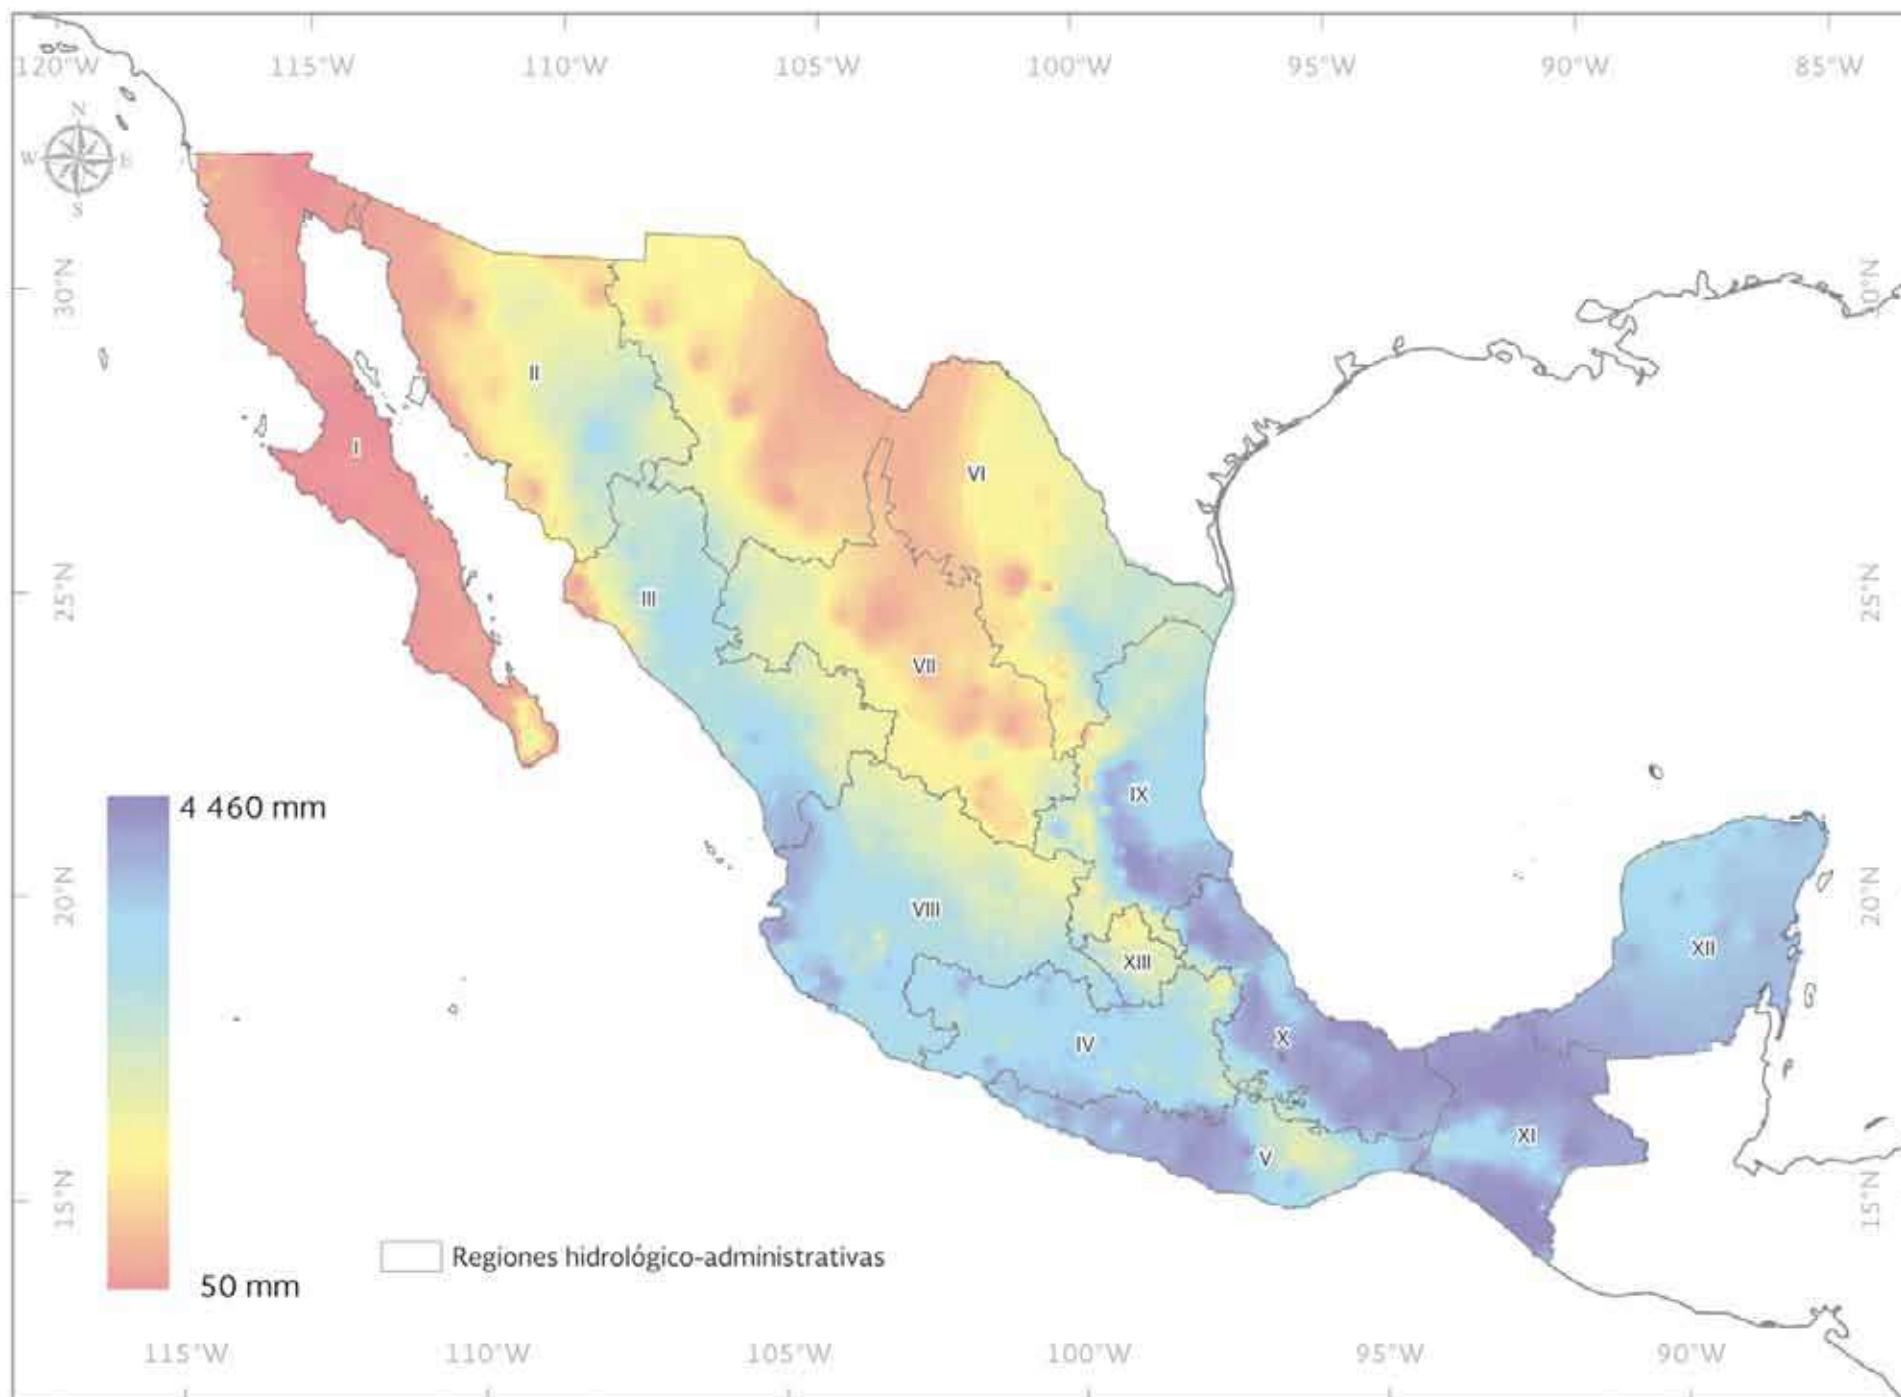 120°W 115°W 110°W 105°W 100°W 95°W 90°W 85°W
N
W E
S
30°N 0°N
II
I
VI
25°N 25°N
III
VII
IX
4 460 mm
20°N 20°N
VIII
XII
XIII
X
IV
XI
V
15°N 15°N
Regiones hidrológico-administrativas
50 mm
115°W 110°W 105°W 100°W 95°W 90°W